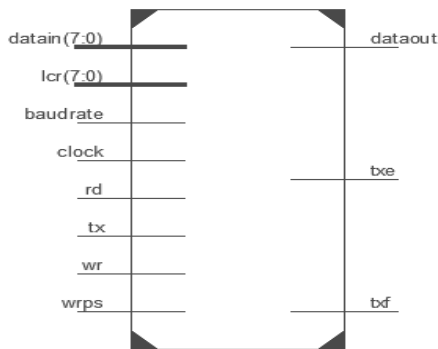 datain(7:0)
lcr(7:0)
baudrate
clock
rd
tx
wr
wrps
dataout
txe
txf